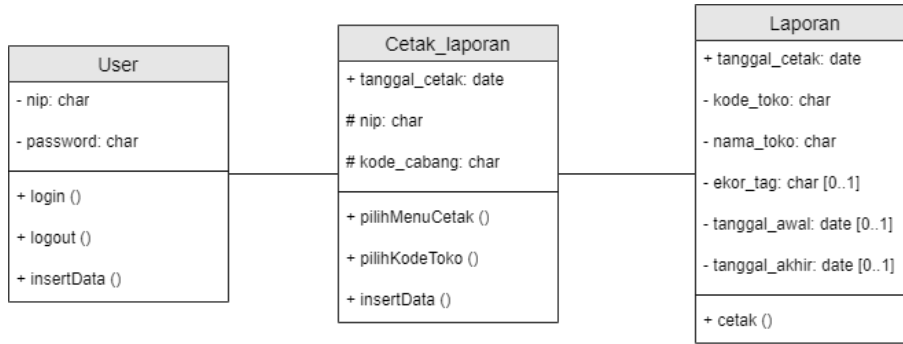 User
- nip: char
- password: char
+ login ()
+ logout ()
+ insertData ()
Cetak_laporan
+ tanggal_cetak: date
# nip: char
# kode_cabang: char
+ pilihMenuCetak ()
+ pilihKodeToko ()
+ insertData ()
Laporan
+ tanggal_cetak: date
- kode_toko: char
- nama_toko: char
- ekor_tag: char [0..1]
- tanggal_awal: date [0..1]
- tanggal_akhir: date [0..1]
+ cetak ()